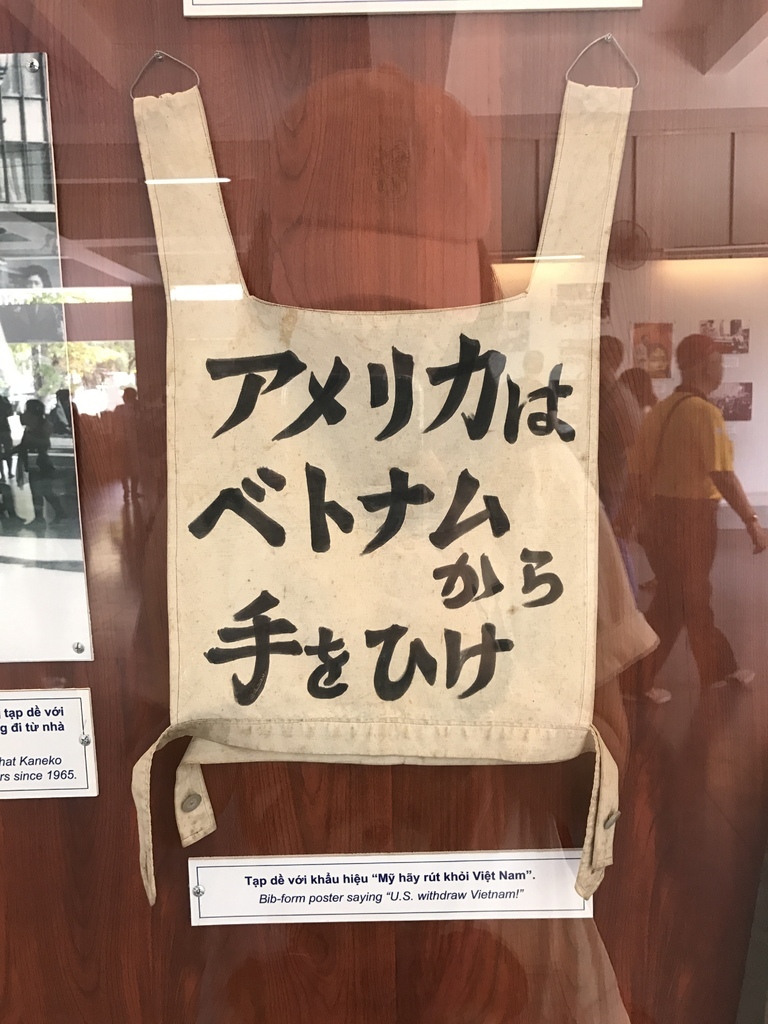 アメリカは
ベトナム
から
手をひけ
tạp dề với
g đi từ nhà
hat Kaneko
rs since 1965.
Tạp dề với khẩu hiệu “Mỹ hãy rút khỏi Việt Nam”.
Bib-form poster saying “U.S. withdraw Vietnam!”